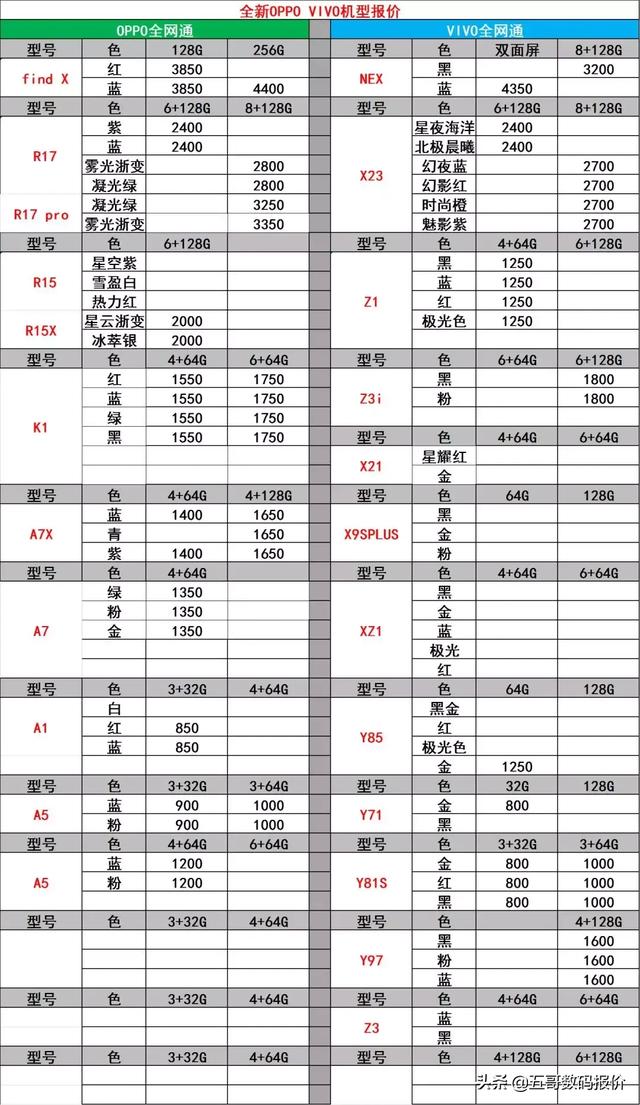 全新OPPO VIVO机型报价
OPPO全网通 VIVO全网通
型号 色 128G 256G 型号 色 双面屏 8+128G
find X 红 3850 NEX 黑 3200
蓝 3850 4400 蓝 4350
型号 色 6+128G 8+128G 型号 色 6+128G 8+128G
R17 紫 2400 X23 星夜海洋 2400
蓝 2400 北极晨曦 2400
雾光渐变 2800 幻夜蓝 2700
凝光绿 2800 幻影红 2700
R17 pro 凝光绿 3250 时尚橙 2700
雾光渐变 3350 魅影紫 2700
型号 色 6+128G 型号 色 4+64G 6+128G
R15 星空紫 Z1 黑 1250
雪盈白 蓝 1250
热力红 红 1250
R15X 星云渐变 2000 极光色 1250
冰萃银 2000
型号 色 4+64G 6+64G 型号 色 6+64G 6+128G
K1 红 1550 1750 Z3i 黑 1800
蓝 1550 1750 粉 1800
绿 1550 1750
黑 1550 1750 型号 色 4+64G 6+64G
X21 星耀红
金
型号 色 4+64G 4+128G 型号 色 64G 128G
A7X 蓝 1400 1650 X9SPLUS 黑
青 1650 金
紫 1400 1650 粉
型号 色 4+64G 型号 色 4+64G 6+64G
A7 绿 1350 XZ1 黑
粉 1350 金
金 1350 蓝
极光
红
型号 色 3+32G 4+64G 型号 色 64G 128G
A1 白 Y85 黑金
红 850 红
蓝 850 极光色
金 1250
型号 色 3+32G 3+64G 型号 色 32G 128G
A5 蓝 900 1000 Y71 金 800
粉 900 1000 黑
型号 色 4+64G 6+64G 型号 色 3+32G 3+64G
A5 蓝 1200 Y81S 金 800 1000
粉 1200 红 800 1000
黑 800 1000
型号 色 3+32G 4+64G 型号 色 4+128G
Y97 黑 1600
粉 1600
蓝 1600
型号 色 3+32G 4+64G 型号 色 4+64G 6+64G
Z3 蓝
黑
型号 色 3+32G 4+64G 型号 色 4+128G 6+128G
头条 @五哥数码报价